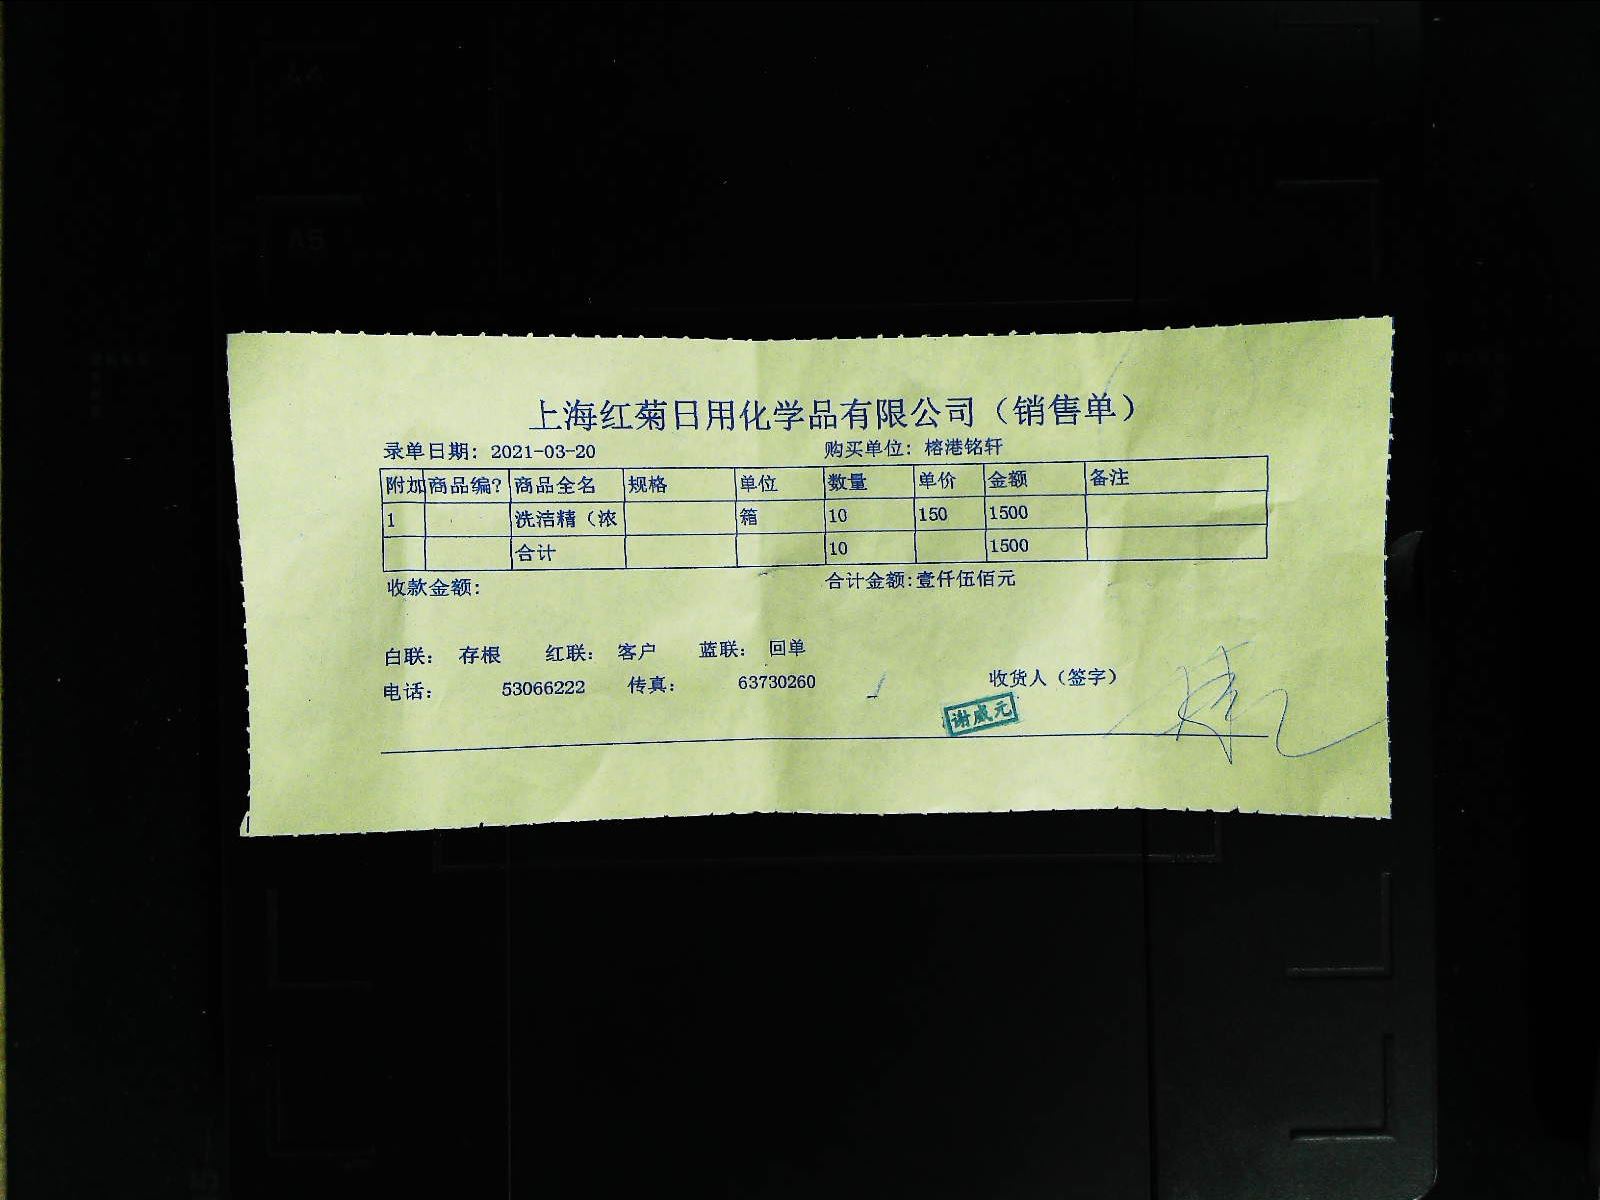 上海红菊日用化学品有限公司（销售单）
录单日期: 2021-03-20 购买单位: 榕港铭轩
附加 商品编? 商品全名 规格 单位 数量 单价 金额 备注
1 洗洁精（浓 箱 10 150 1500
合计 10 1500
收款金额: 合计金额:壹仟伍佰元
白联: 存根 红联: 客户 蓝联: 回单
电话: 53066222 传真: 63730260 收货人（签字）
谢威元
A5